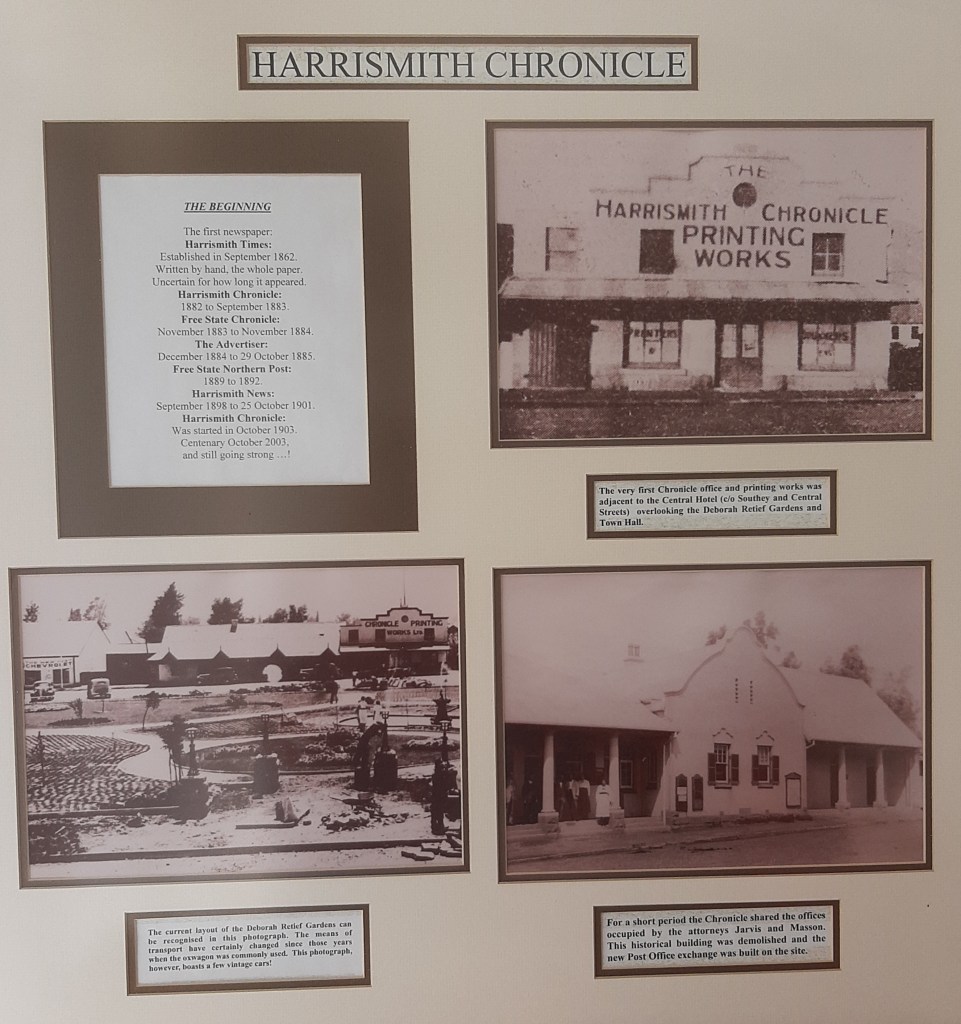 HARRISMITH CHRONICLE
THE BEGINNING
The first newspaper:
Harrismith Times:
Established in September 1862.
Written by hand, the whole paper.
Uncertain for how long it appeared.
Harrismith Chronicle:
1882 to September 1883.
Free State Chronicle:
November 1883 to November 1884.
The Advertiser:
December 1884 to 29 October 1885.
Free State Northern Post:
1889 to 1892.
Harrismith News:
September 1898 to 25 October 1901.
Harrismith Chronicle:
Was started in October 1903.
Centenary October 2003,
and still going strong …!
THE
HARRISMITH CHRONICLE
PRINTING
WORKS
PRINTERS
The very first Chronicle office and printing works was
adjacent to the Central Hotel (c/o Southey and Central
Streets) overlooking the Deborah Retief Gardens and
Town Hall.
CHRONICLE PRINTING
WORKS LTD
CHEVROLET
The current layout of the Deborah Retief Gardens can
be recognised in this photograph. The means of
transport have certainly changed since those years
when the oxwagon was commonly used. This photograph,
however, boasts a few vintage cars!
For a short period the Chronicle shared the offices
occupied by the attorneys Jarvis and Masson.
This historical building was demolished and the
new Post Office exchange was built on the site.